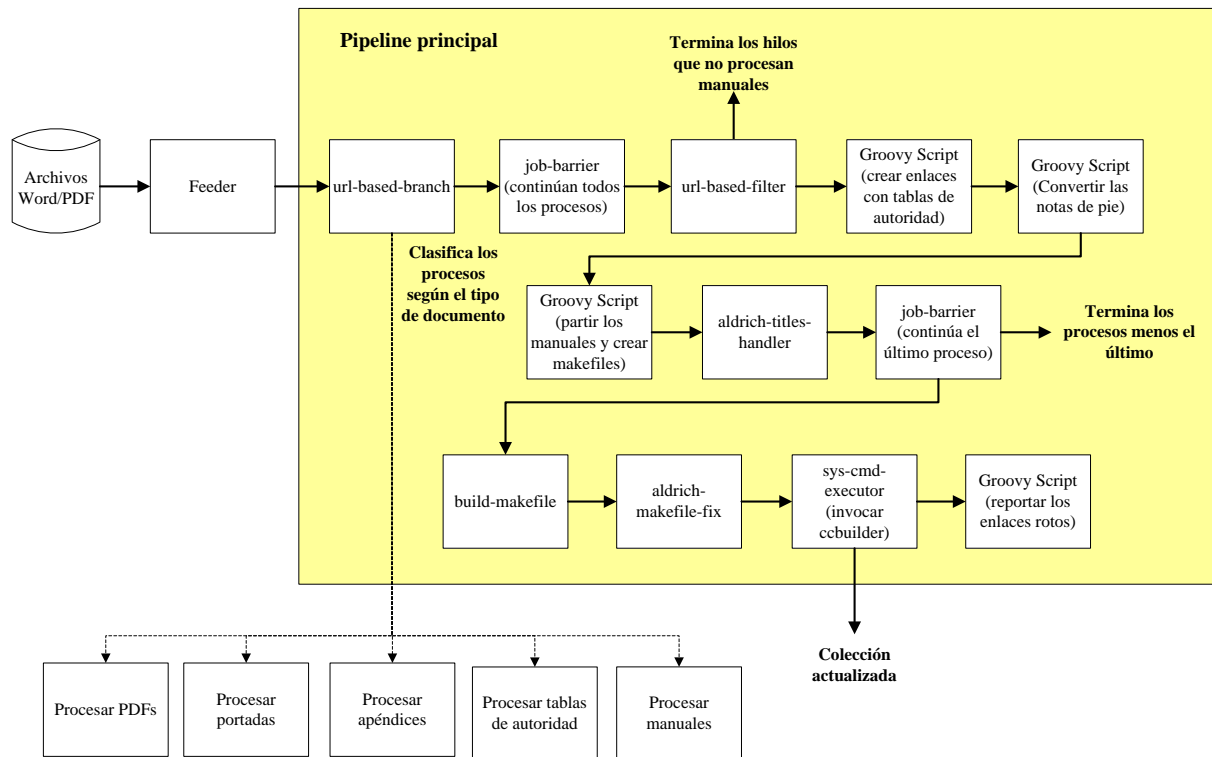 Pipeline principal
Termina los hilos
que no procesan
manuales
Archivos
Word/PDF
Feeder
url-based-branch
job-barrier
(continúan todos
los procesos)
url-based-filter
Groovy Script
(crear enlaces
con tablas de
autoridad)
Groovy Script
(Convertir las
notas de pie)
Clasifica los
procesos
según el tipo
de documento
Groovy Script
(partir los
manuales y crear
makefiles)
aldrich-titles-
handler
job-barrier
(continúa el
último proceso)
Termina los
procesos menos el
último
build-makefile
aldrich-
makefile-fix
sys-cmd-
executor
(invocar
ccbuilder)
Groovy Script
(reportar los
enlaces rotos)
Colección
actualizada
Procesar PDFs
Procesar
portadas
Procesar
apéndices
Procesar tablas
de autoridad
Procesar
manuales